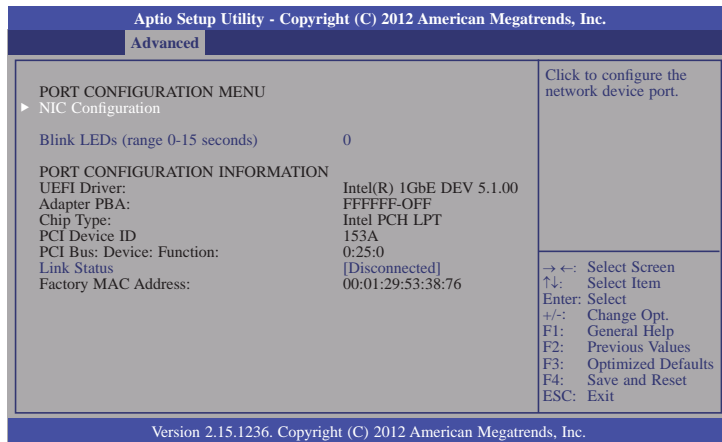 Aptio Setup Utility - Copyright (C) 2012 American Megatrends, Inc.
Advanced
PORT CONFIGURATION MENU
► NIC Configuration
Blink LEDs (range 0-15 seconds) 0
PORT CONFIGURATION INFORMATION
UEFI Driver: Intel(R) 1GbE DEV 5.1.00
Adapter PBA: FFFFFF-OFF
Chip Type: Intel PCH LPT
PCI Device ID 153A
PCI Bus: Device: Function: 0:25:0
Link Status [Disconnected]
Factory MAC Address: 00:01:29:53:38:76
Click to configure the
network device port.
→ ←: Select Screen
↑↓: Select Item
Enter: Select
+/-: Change Opt.
F1: General Help
F2: Previous Values
F3: Optimized Defaults
F4: Save and Reset
ESC: Exit
Version 2.15.1236. Copyright (C) 2012 American Megatrends, Inc.